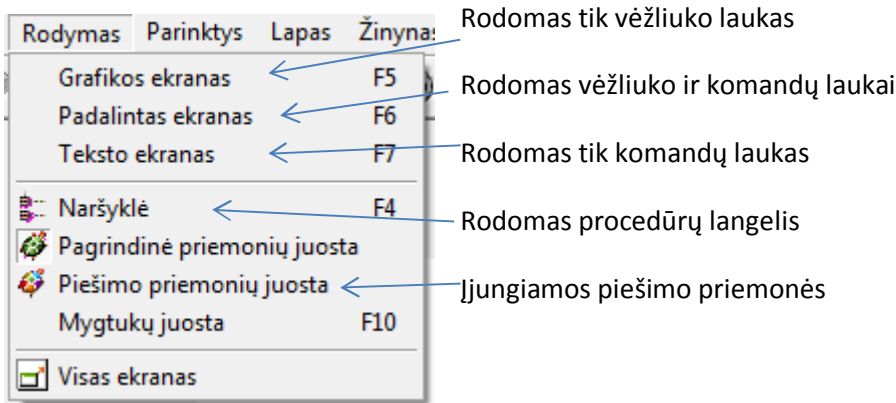 Rodymas Parinktys Lapas Žinynas
Grafikos ekranas F5
Padalintas ekranas F6
Teksto ekranas F7
Naršyklė F4
Pagrindinė priemonių juosta
Piešimo priemonių juosta
Mygtukų juosta F10
Visas ekranas
Rodomas tik vėžliuko laukas
Rodomas vėžliuko ir komandų laukai
Rodomas tik komandų laukas
Rodomas procedūrų langelis
Įjungiamos piešimo priemonės